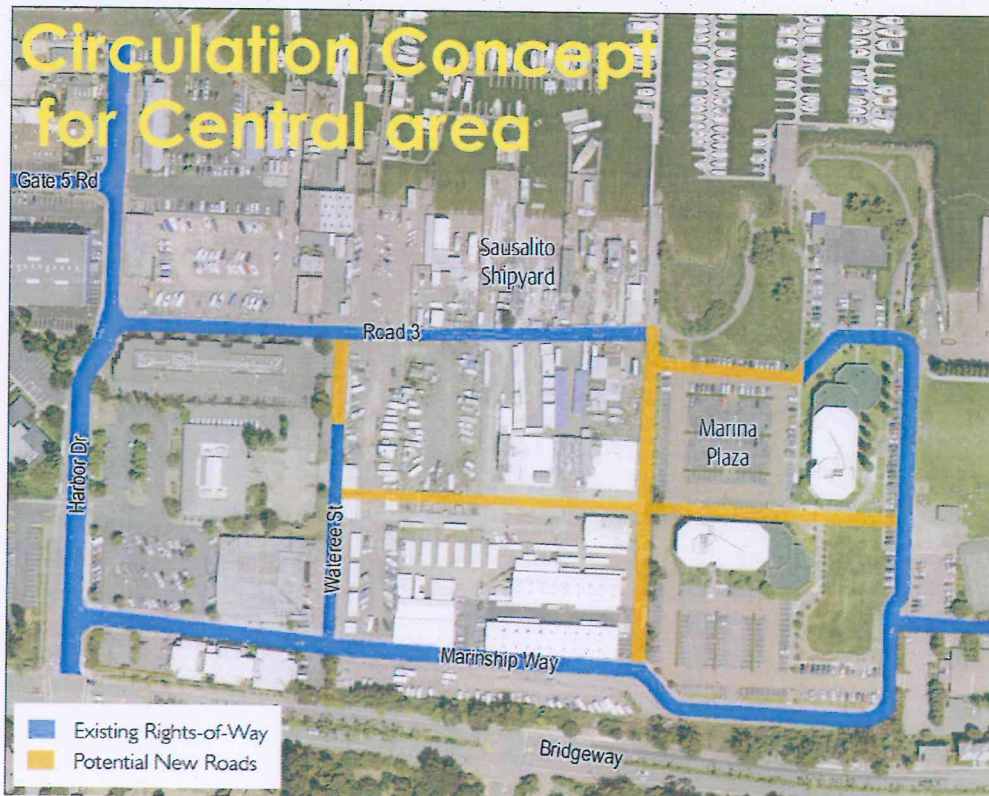 Circulation Concept
for Central area
Gate 5 Rd
Sausalito
Shipyard
Road 3
Marina
Plaza
Harbor Dr
Wateree St
Marinship Way
Existing Rights-of-Way
Potential New Roads
Bridgeway